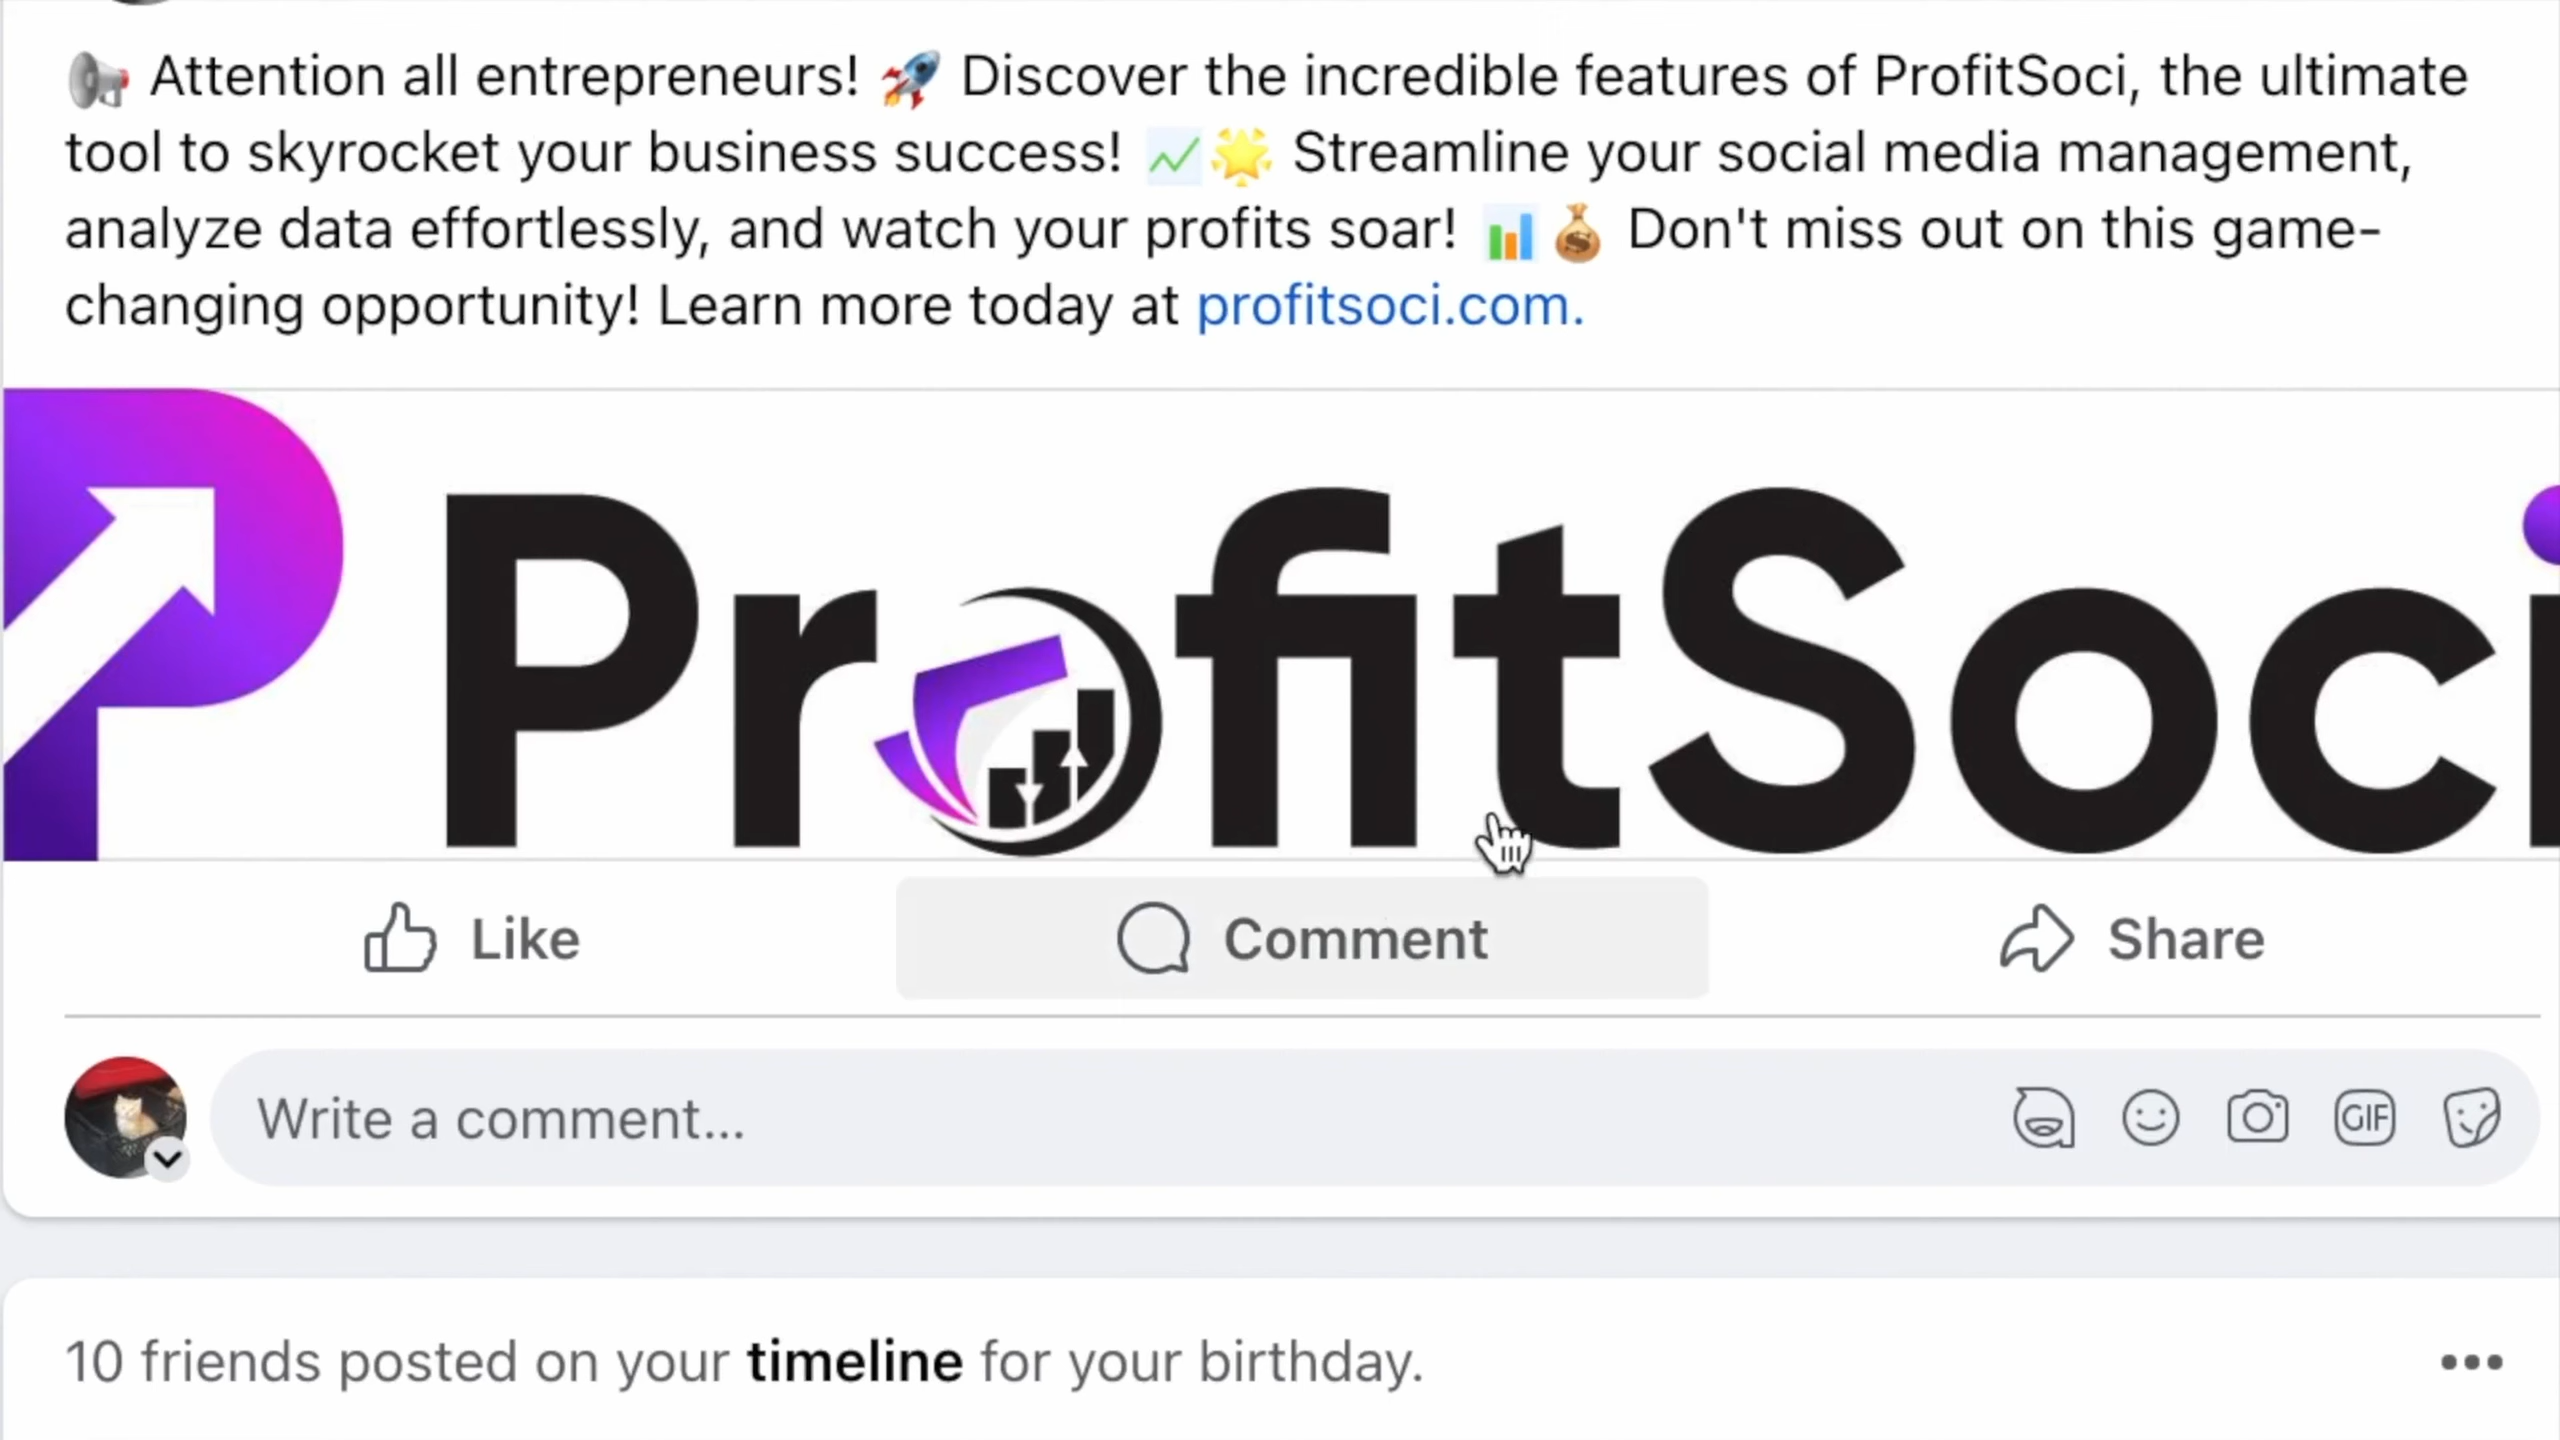 📢 Attention all entrepreneurs! 🚀 Discover the incredible features of ProfitSoci, the ultimate
tool to skyrocket your business success! 📈🌟 Streamline your social media management,
analyze data effortlessly, and watch your profits soar! 📊💰 Don't miss out on this game-
changing opportunity! Learn more today at profitsoci.com.
ProfitSoci
Like
Comment
Share
Write a comment...
GIF
10 friends posted on your timeline for your birthday.